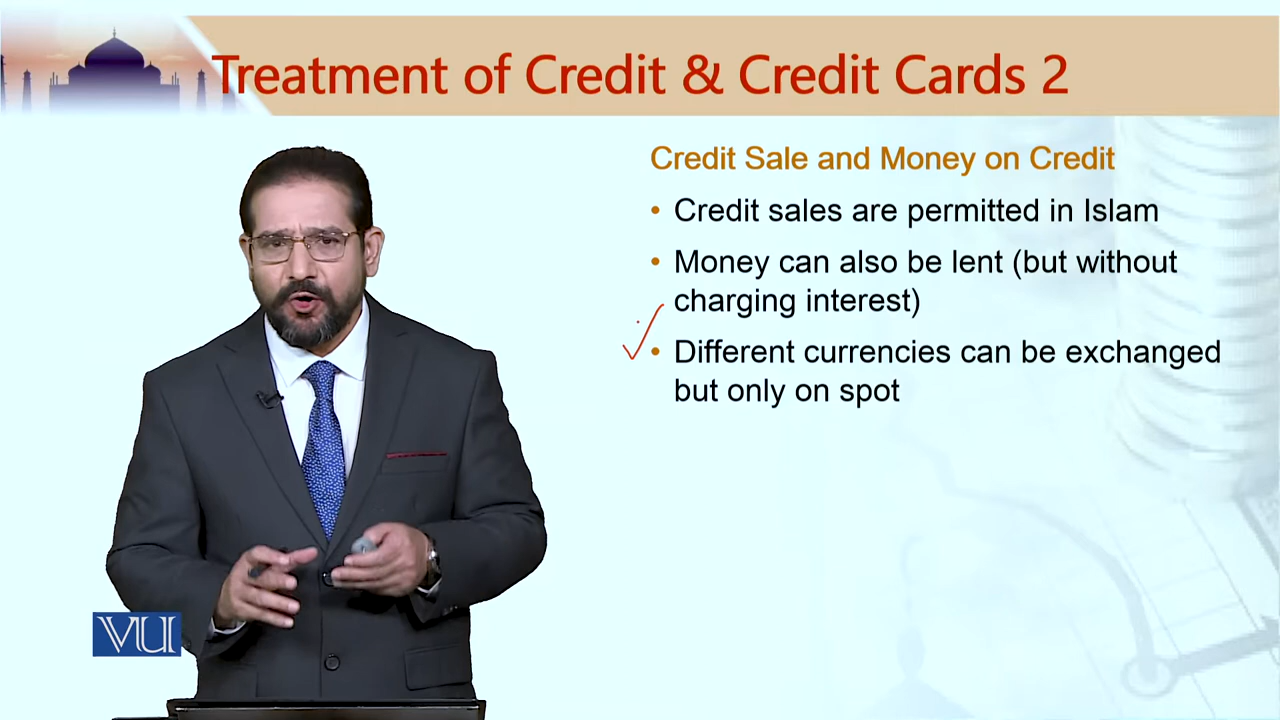 Treatment of Credit & Credit Cards 2
Credit Sale and Money on Credit
• Credit sales are permitted in Islam
• Money can also be lent (but without
charging interest)
• Different currencies can be exchanged
but only on spot
VU